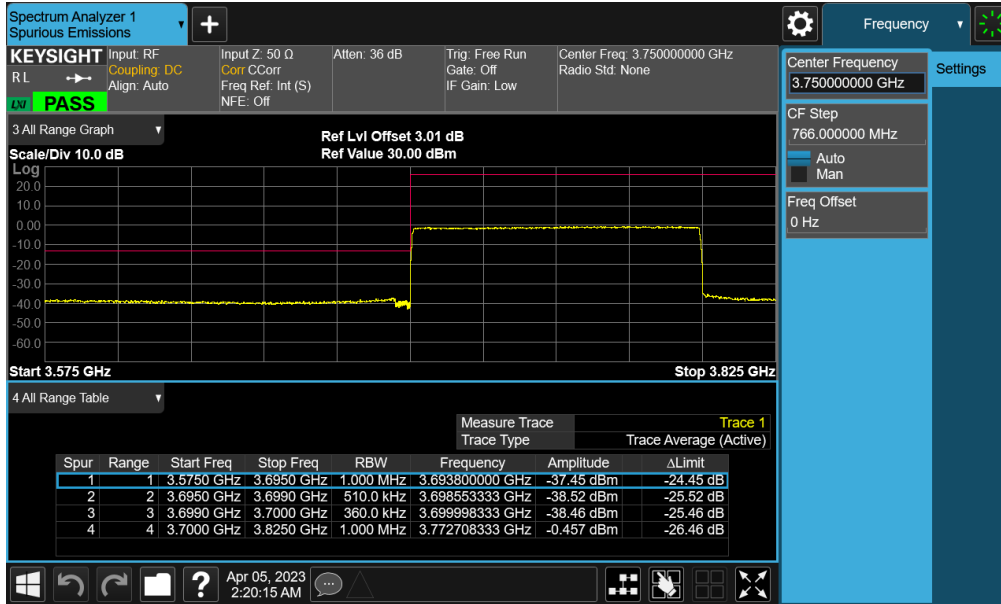 Spectrum Analyzer 1
Spurious Emissions
Frequency
KEYSIGHT
R L
LXI
PASS
Input: RF
Coupling: DC
Align: Auto
Input Z: 50 Ω
Corr CCorr
Freq Ref: Int (S)
NFE: Off
Atten: 36 dB
Trig: Free Run
Gate: Off
IF Gain: Low
Center Freq: 3.750000000 GHz
Radio Std: None
Center Frequency
3.750000000 GHz
Settings
CF Step
766.000000 MHz
Auto
Man
Freq Offset
0 Hz
3 All Range Graph
Scale/Div 10.0 dB
Ref Lvl Offset 3.01 dB
Ref Value 30.00 dBm
Log
20.0
10.0
0.00
-10.0
-20.0
-30.0
-40.0
-50.0
-60.0
Start 3.575 GHz
Stop 3.825 GHz
4 All Range Table
Measure Trace Trace 1
Trace Type Trace Average (Active)
Spur Range Start Freq Stop Freq RBW Frequency Amplitude ΔLimit
1 1 3.5750 GHz 3.6950 GHz 1.000 MHz 3.693800000 GHz -37.45 dBm -24.45 dB
2 2 3.6950 GHz 3.6990 GHz 510.0 kHz 3.698553333 GHz -38.52 dBm -25.52 dB
3 3 3.6990 GHz 3.7000 GHz 360.0 kHz 3.699998333 GHz -38.46 dBm -25.46 dB
4 4 3.7000 GHz 3.8250 GHz 1.000 MHz 3.772708333 GHz -0.457 dBm -26.46 dB
Apr 05, 2023
2:20:15 AM